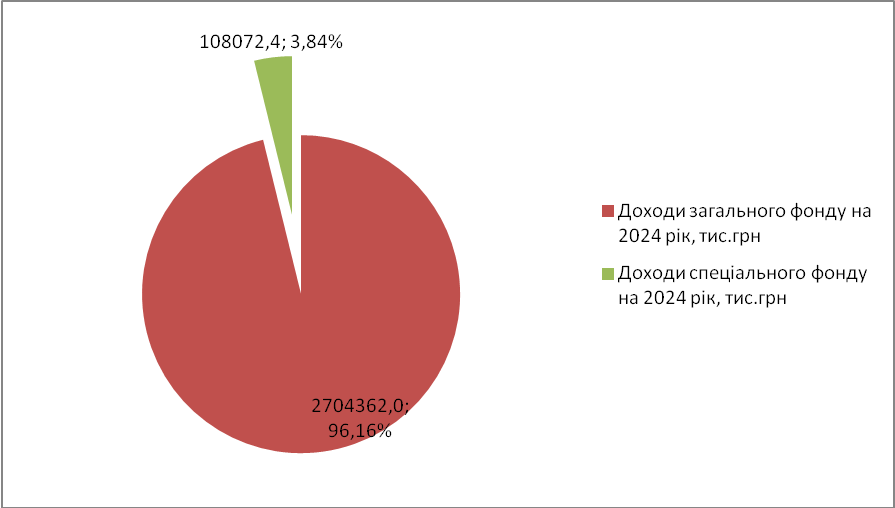 108072,4; 3,84%
2704362,0;
96,16%
Доходи загального фонду на
2024 рік, тис.грн
Доходи спеціального фонду
на 2024 рік, тис.грн